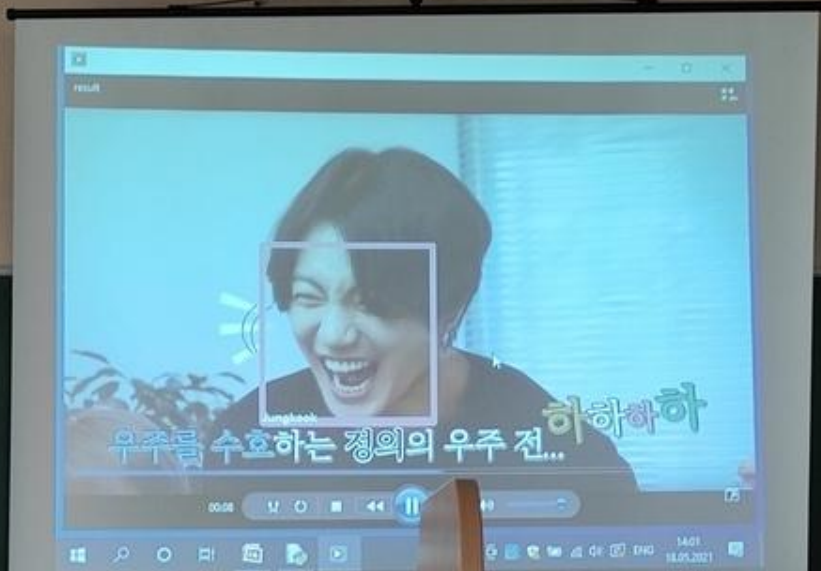 result
Jungkook
우주를 수호하는 정의의 우주 전...
하하하하
00:08
ENG
14:01
18.05.2021